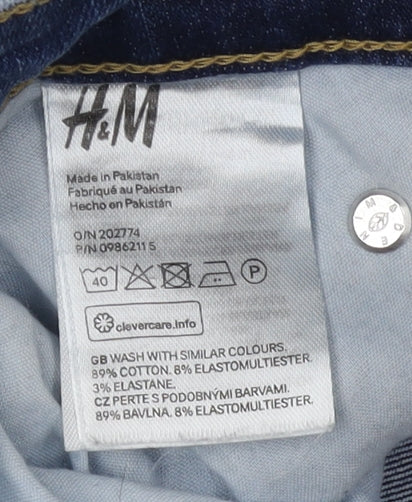 H&M
Made in Pakistan
Fabriqué au Pakistan
Hecho en Pakistán
O/N 202774
P/N 0986211 S
40 P
clevercare.info
GB WASH WITH SIMILAR COLOURS.
89% COTTON. 8% ELASTOMULTIESTER.
3% ELASTANE.
CZ PERTE S PODOBNÝMI BARVAMI.
89% BAVLNA. 8% ELASTOMULTIESTER.
DENIM